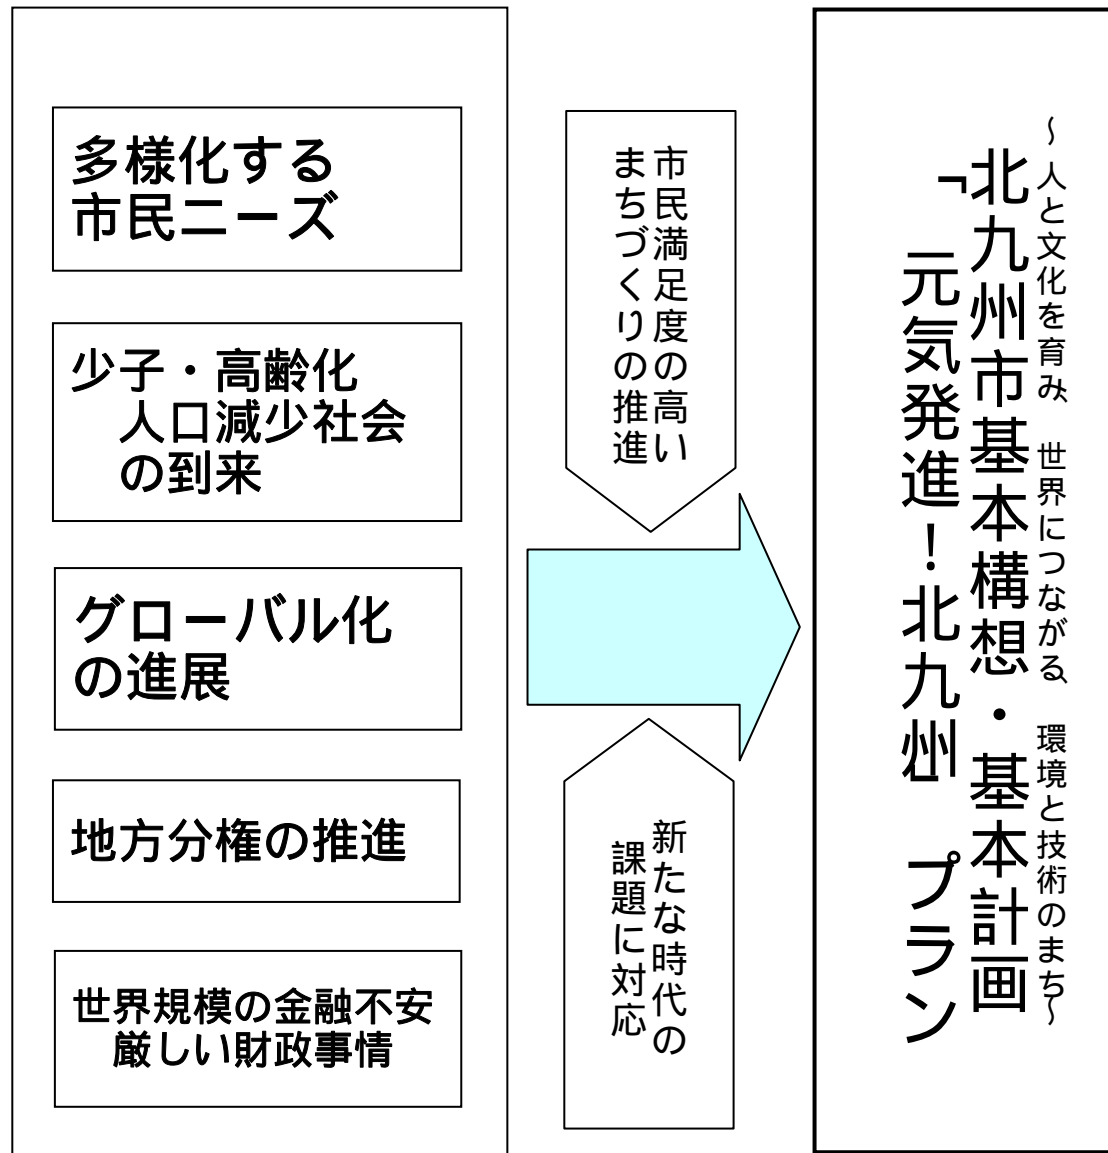 多様化する
市民ニーズ
少子・高齢化
人口減少社会
の到来
グローバル化
の進展
地方分権の推進
世界規模の金融不安
厳しい財政事情
市民満足度の高い
まちづくりの推進
新たな時代の
課題に対応
～人と文化を育み、世界につながる、環境と技術のまち～
北九州市基本構想・基本計画
「元気発進！北九州」プラン